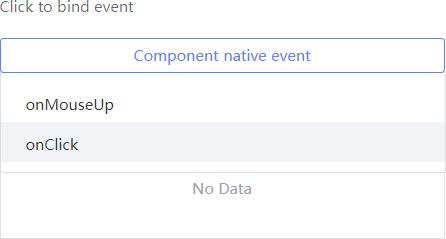 Click to bind event
Component native event
onMouseUp
onClick
No Data